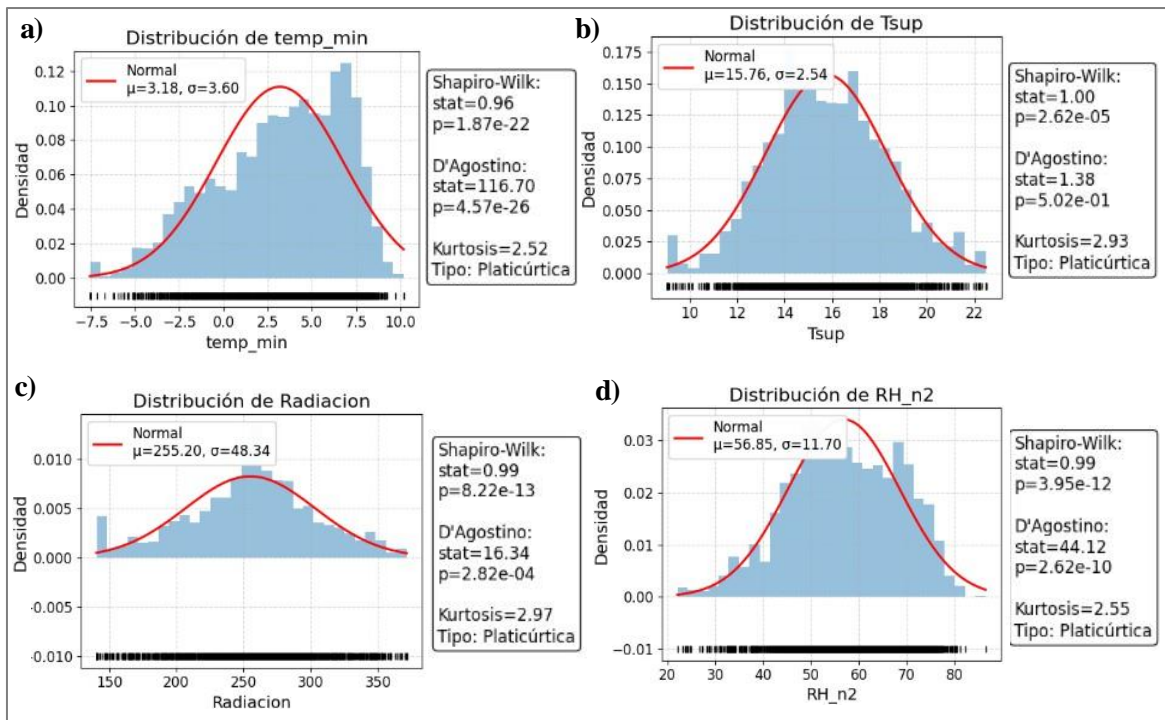 a)
Distribución de temp_min
Normal
μ=3.18, σ=3.60
Densidad
0.12
0.10
0.08
0.06
0.04
0.02
0.00
−7.5 −5.0 −2.5 0.0 2.5 5.0 7.5 10.0
temp_min
Shapiro-Wilk:
stat=0.96
p=1.87e-22
D'Agostino:
stat=116.70
p=4.57e-26
Kurtosis=2.52
Tipo: Platicúrtica
b)
Distribución de Tsup
Normal
μ=15.76, σ=2.54
Densidad
0.175
0.150
0.125
0.100
0.075
0.050
0.025
0.000
10 12 14 16 18 20 22
Tsup
Shapiro-Wilk:
stat=1.00
p=2.62e-05
D'Agostino:
stat=1.38
p=5.02e-01
Kurtosis=2.93
Tipo: Platicúrtica
c)
Distribución de Radiacion
Normal
μ=255.20, σ=48.34
Densidad
0.010
0.005
0.000
-0.005
-0.010
150 200 250 300 350
Radiacion
Shapiro-Wilk:
stat=0.99
p=8.22e-13
D'Agostino:
stat=16.34
p=2.82e-04
Kurtosis=2.97
Tipo: Platicúrtica
d)
Distribución de RH_n2
Normal
μ=56.85, σ=11.70
Densidad
0.03
0.02
0.01
0.00
−0.01
20 30 40 50 60 70 80
RH_n2
Shapiro-Wilk:
stat=0.99
p=3.95e-12
D'Agostino:
stat=44.12
p=2.62e-10
Kurtosis=2.55
Tipo: Platicúrtica